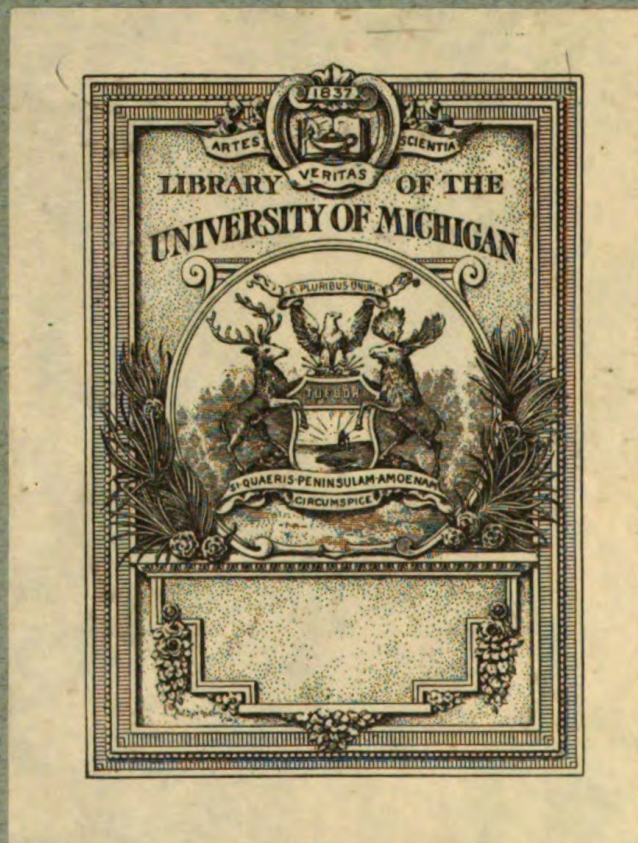 1837
ARTES SCIENTIA
VERITAS
LIBRARY OF THE
UNIVERSITY OF MICHIGAN
E PLURIBUS UNUM
TUEBOR
SI·QUAERIS·PENINSULAM·AMOENAM
CIRCUMSPICE